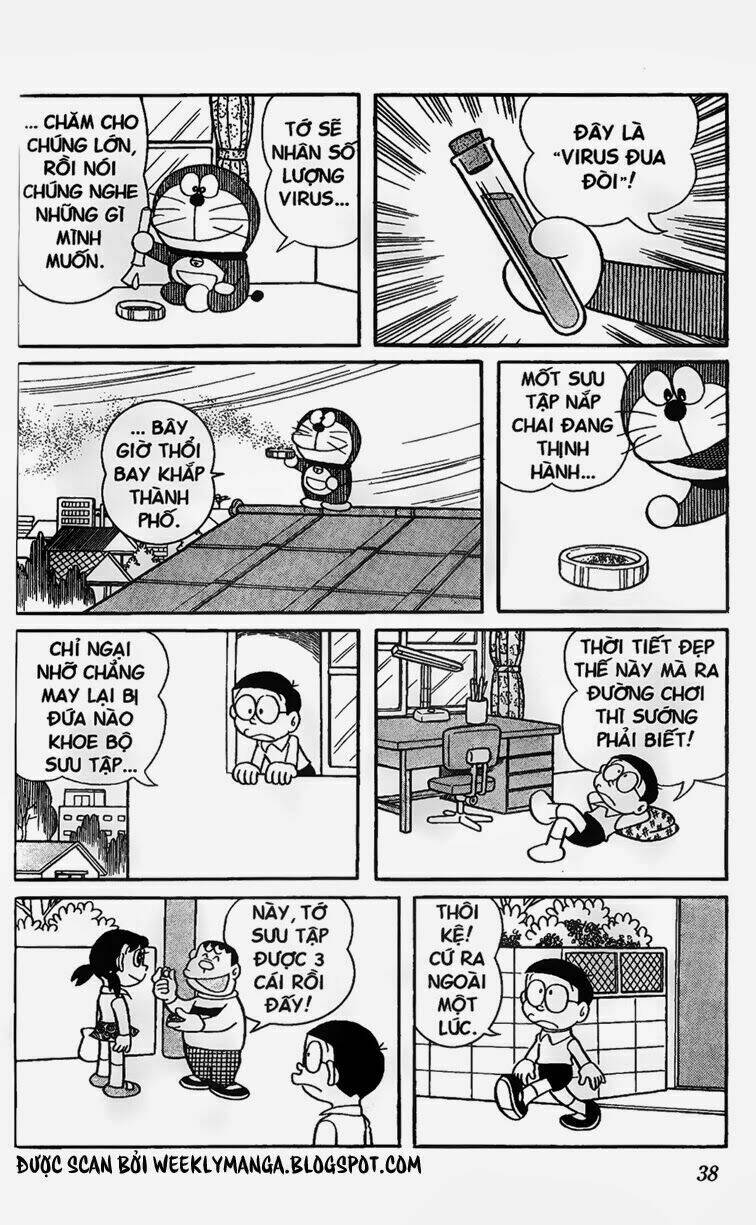 ĐÂY LÀ
“VIRUS ĐUA
ĐÒI”!
TỚ SẼ
NHÂN SỐ
LƯỢNG
VIRUS...
... CHĂM CHO
CHÚNG LỚN,
RỒI NÓI
CHÚNG NGHE
NHỮNG GÌ
MÌNH
MUỐN.
MỐT SƯU
TẬP NẮP
CHAI ĐANG
THỊNH
HÀNH...
... BÂY
GIỜ THỔI
BAY KHẮP
THÀNH
PHỐ.
THỜI TIẾT ĐẸP
THẾ NÀY MÀ RA
ĐƯỜNG CHƠI
THÌ SƯỚNG
PHẢI BIẾT!
CHỈ NGẠI
NHỠ CHẲNG
MAY LẠI BỊ
ĐỨA NÀO
KHOE BỘ
SƯU TẬP...
THÔI
KỆ!
CỨ RA
NGOÀI
MỘT
LÚC.
NÀY, TỚ
SƯU TẬP
ĐƯỢC 3
CÁI RỒI
ĐẤY!
ĐƯỢC SCAN BỞI WEEKLYMANGA.BLOGSPOT.COM
38